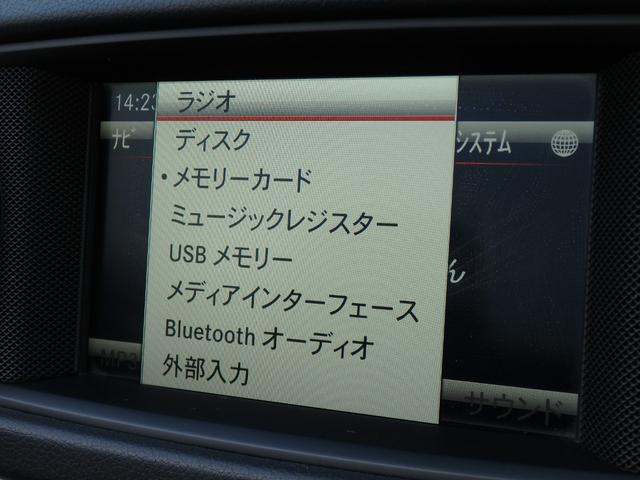 14:23
ラジオ
ナビ
ディスク
システム
・メモリーカード
ミュージックレジスター
USB メモリー
メディアインターフェース
Bluetooth オーディオ
外部入力
ん
MP3
サウンド